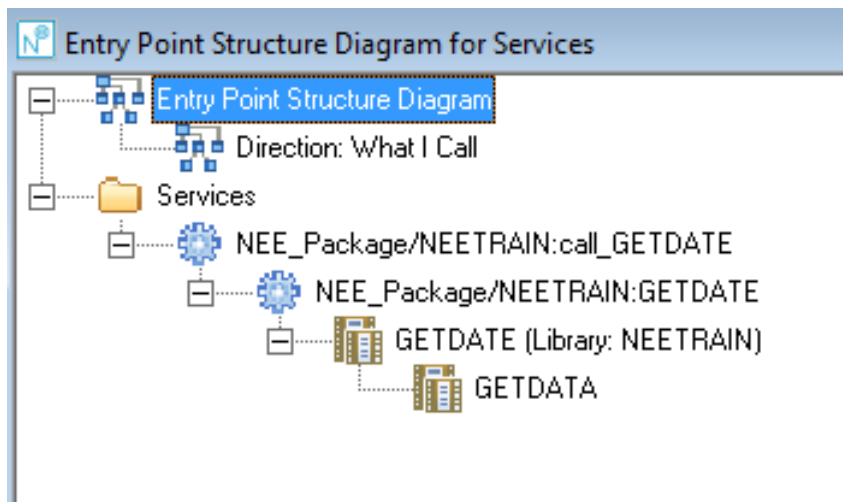 N Entry Point Structure Diagram for Services
Entry Point Structure Diagram
Direction: What I Call
Services
NEE_Package/NEETRAIN:call_GETDATE
NEE_Package/NEETRAIN:GETDATE
GETDATE (Library: NEETRAIN)
GETDATA